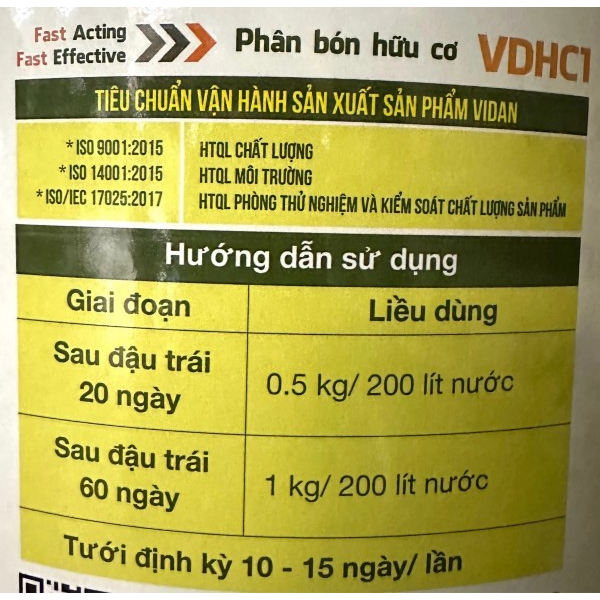 Fast Acting
Fast Effective
Phân bón hữu cơ VDHC1
TIÊU CHUẨN VẬN HÀNH SẢN XUẤT SẢN PHẨM VIDAN
* ISO 9001:2015 HTQL CHẤT LƯỢNG
* ISO 14001:2015 HTQL MÔI TRƯỜNG
* ISO/IEC 17025:2017 HTQL PHÒNG THỬ NGHIỆM VÀ KIỂM SOÁT CHẤT LƯỢNG SẢN PHẨM
Hướng dẫn sử dụng
Giai đoạn Liều dùng
Sau đậu trái
20 ngày
0.5 kg/ 200 lít nước
Sau đậu trái
60 ngày
1 kg/ 200 lít nước
Tưới định kỳ 10 - 15 ngày/ lần